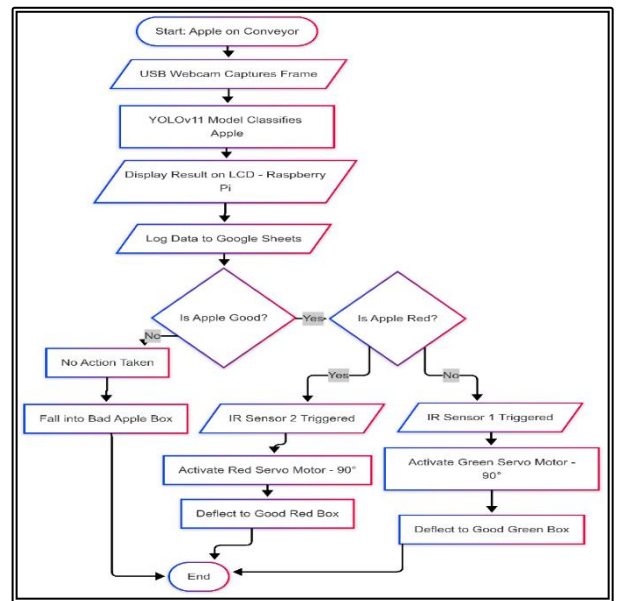 Start: Apple on Conveyor
USB Webcam Captures Frame
YOLOv11 Model Classifies
Apple
Display Result on LCD - Raspberry
Pi
Log Data to Google Sheets
Is Apple Good?
Yes
Is Apple Red?
No
No Action Taken
Yes
No
Fall into Bad Apple Box
IR Sensor 2 Triggered
IR Sensor 1 Triggered
Activate Red Servo Motor - 90°
Activate Green Servo Motor -
90°
Deflect to Good Red Box
Deflect to Good Green Box
End